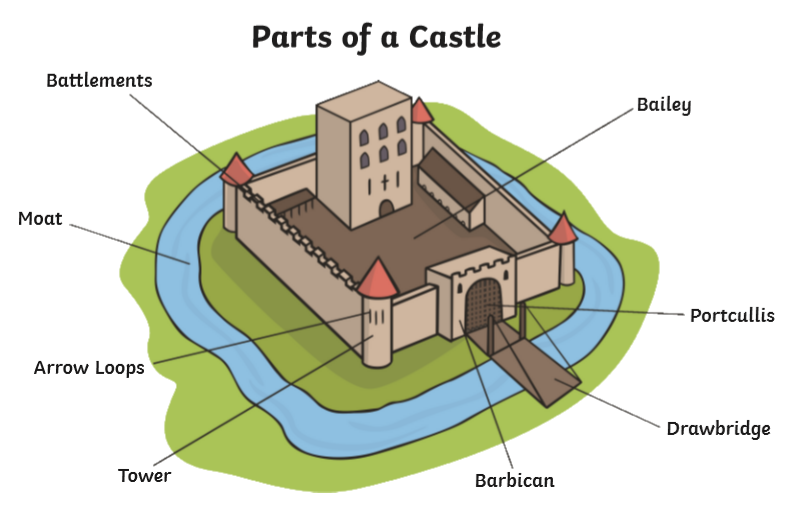 Parts of a Castle
Battlements
Bailey
Moat
Portcullis
Arrow Loops
Drawbridge
Tower
Barbican